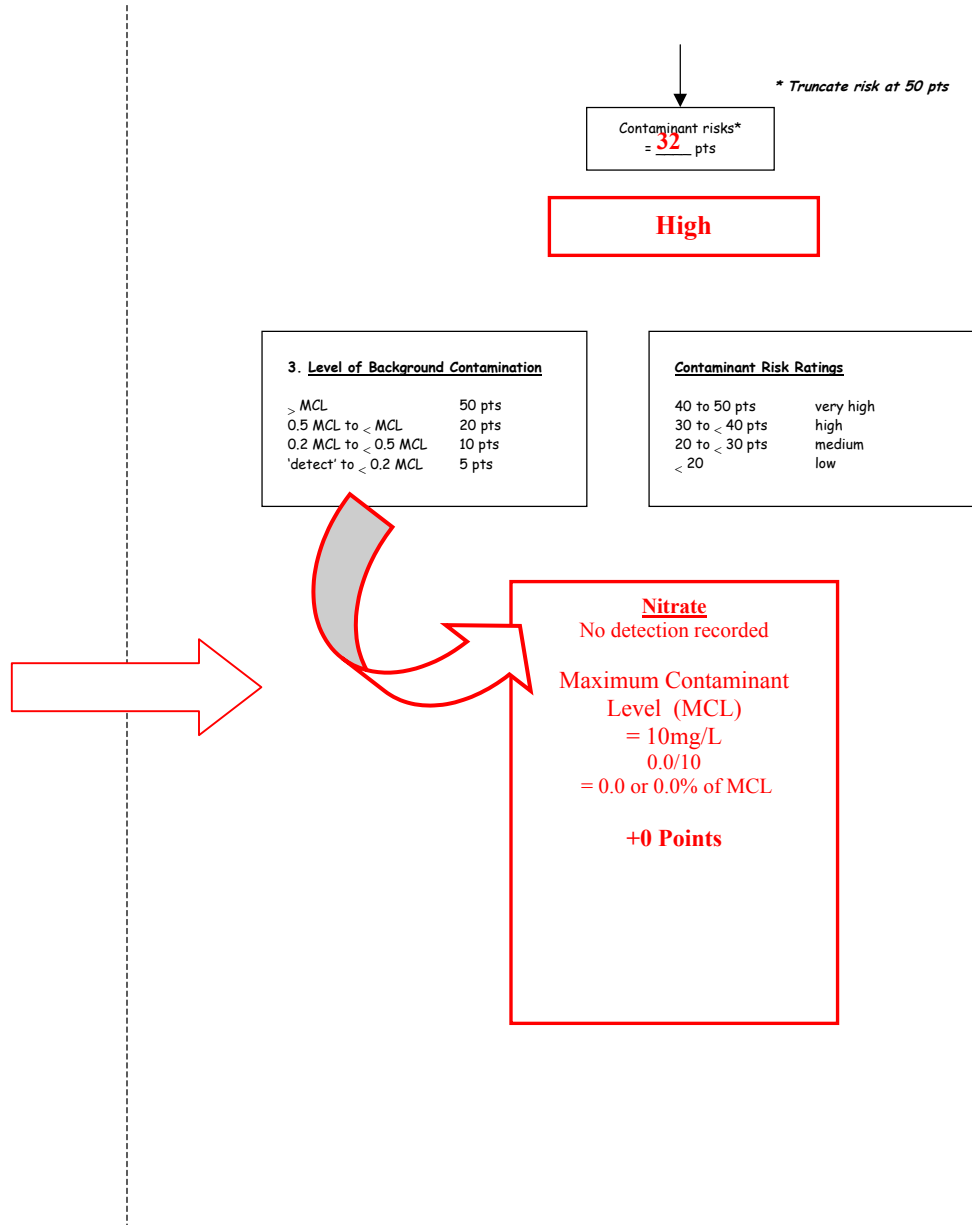 * Truncate risk at 50 pts
Contaminant risks*
= 32 pts
High
3. Level of Background Contamination
> MCL 50 pts
0.5 MCL to < MCL 20 pts
0.2 MCL to < 0.5 MCL 10 pts
‘detect’ to < 0.2 MCL 5 pts
Contaminant Risk Ratings
40 to 50 pts very high
30 to < 40 pts high
20 to < 30 pts medium
< 20 low
Nitrate
No detection recorded
Maximum Contaminant
Level (MCL)
= 10mg/L
0.0/10
= 0.0 or 0.0% of MCL
+0 Points